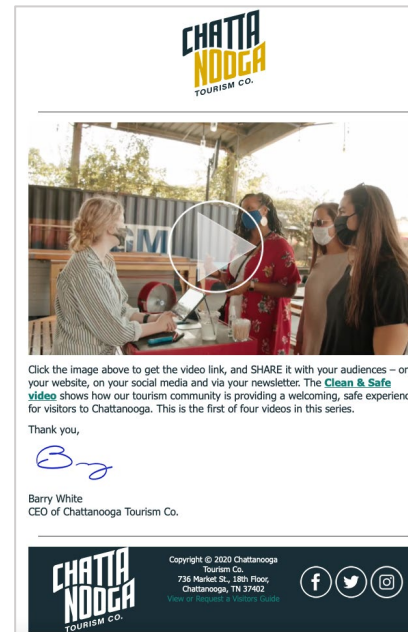 CHATTA
NOOGA
TOURISM CO.
Click the image above to get the video link, and SHARE it with your audiences – on
your website, on your social media and via your newsletter. The Clean & Safe
video shows how our tourism community is providing a welcoming, safe experienc
for visitors to Chattanooga. This is the first of four videos in this series.
Thank you,
Barry White
CEO of Chattanooga Tourism Co.
CHATTA
NOOGA
TOURISM CO.
Copyright © 2020 Chattanooga
Tourism Co.
736 Market St., 18th Floor,
Chattanooga, TN 37402
View or Request a Visitors Guide